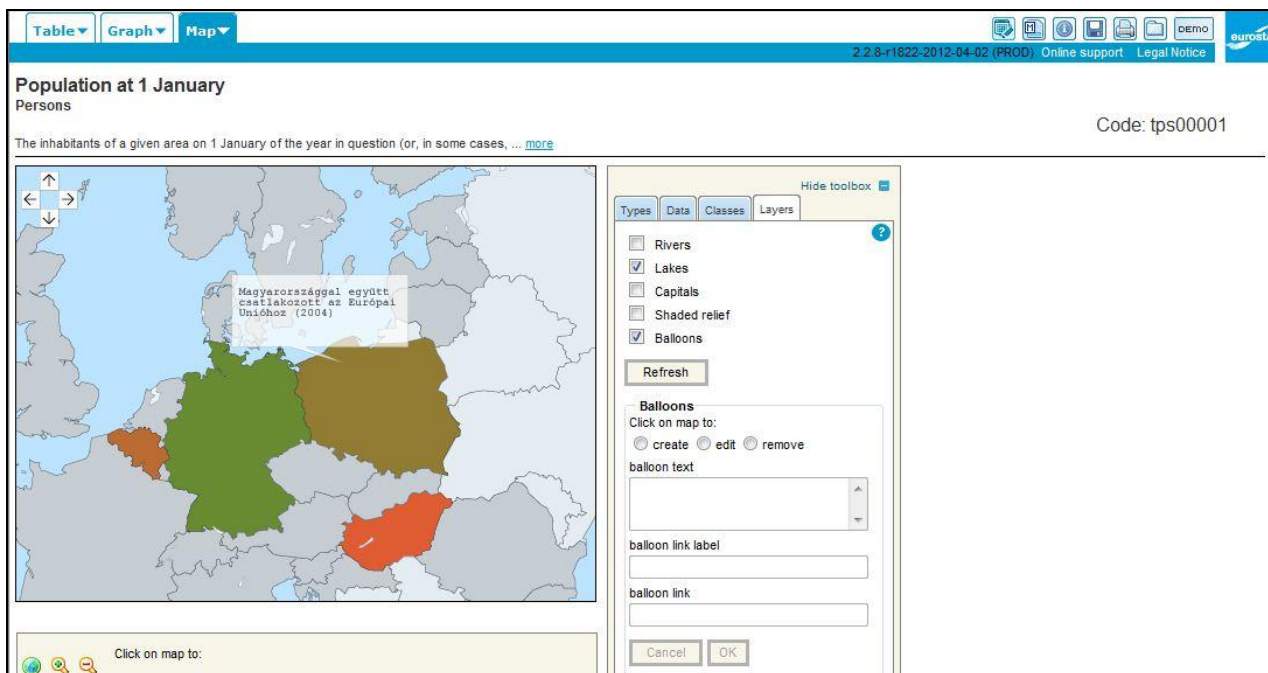 Table Graph Map
DEMO
eurosta
2.2.8-r1822-2012-04-02 (PROD) Online support Legal Notice
Population at 1 January
Persons
Code: tps00001
The inhabitants of a given area on 1 January of the year in question (or, in some cases, ... more
Hide toolbox
Types Data Classes Layers
?
Rivers
Lakes
Capitals
Shaded relief
Balloons
Refresh
Magyarországgal együtt
csatlakozott az Európai
Unióhoz (2004)
Balloons
Click on map to:
create edit remove
balloon text
balloon link label
balloon link
Cancel OK
Click on map to: